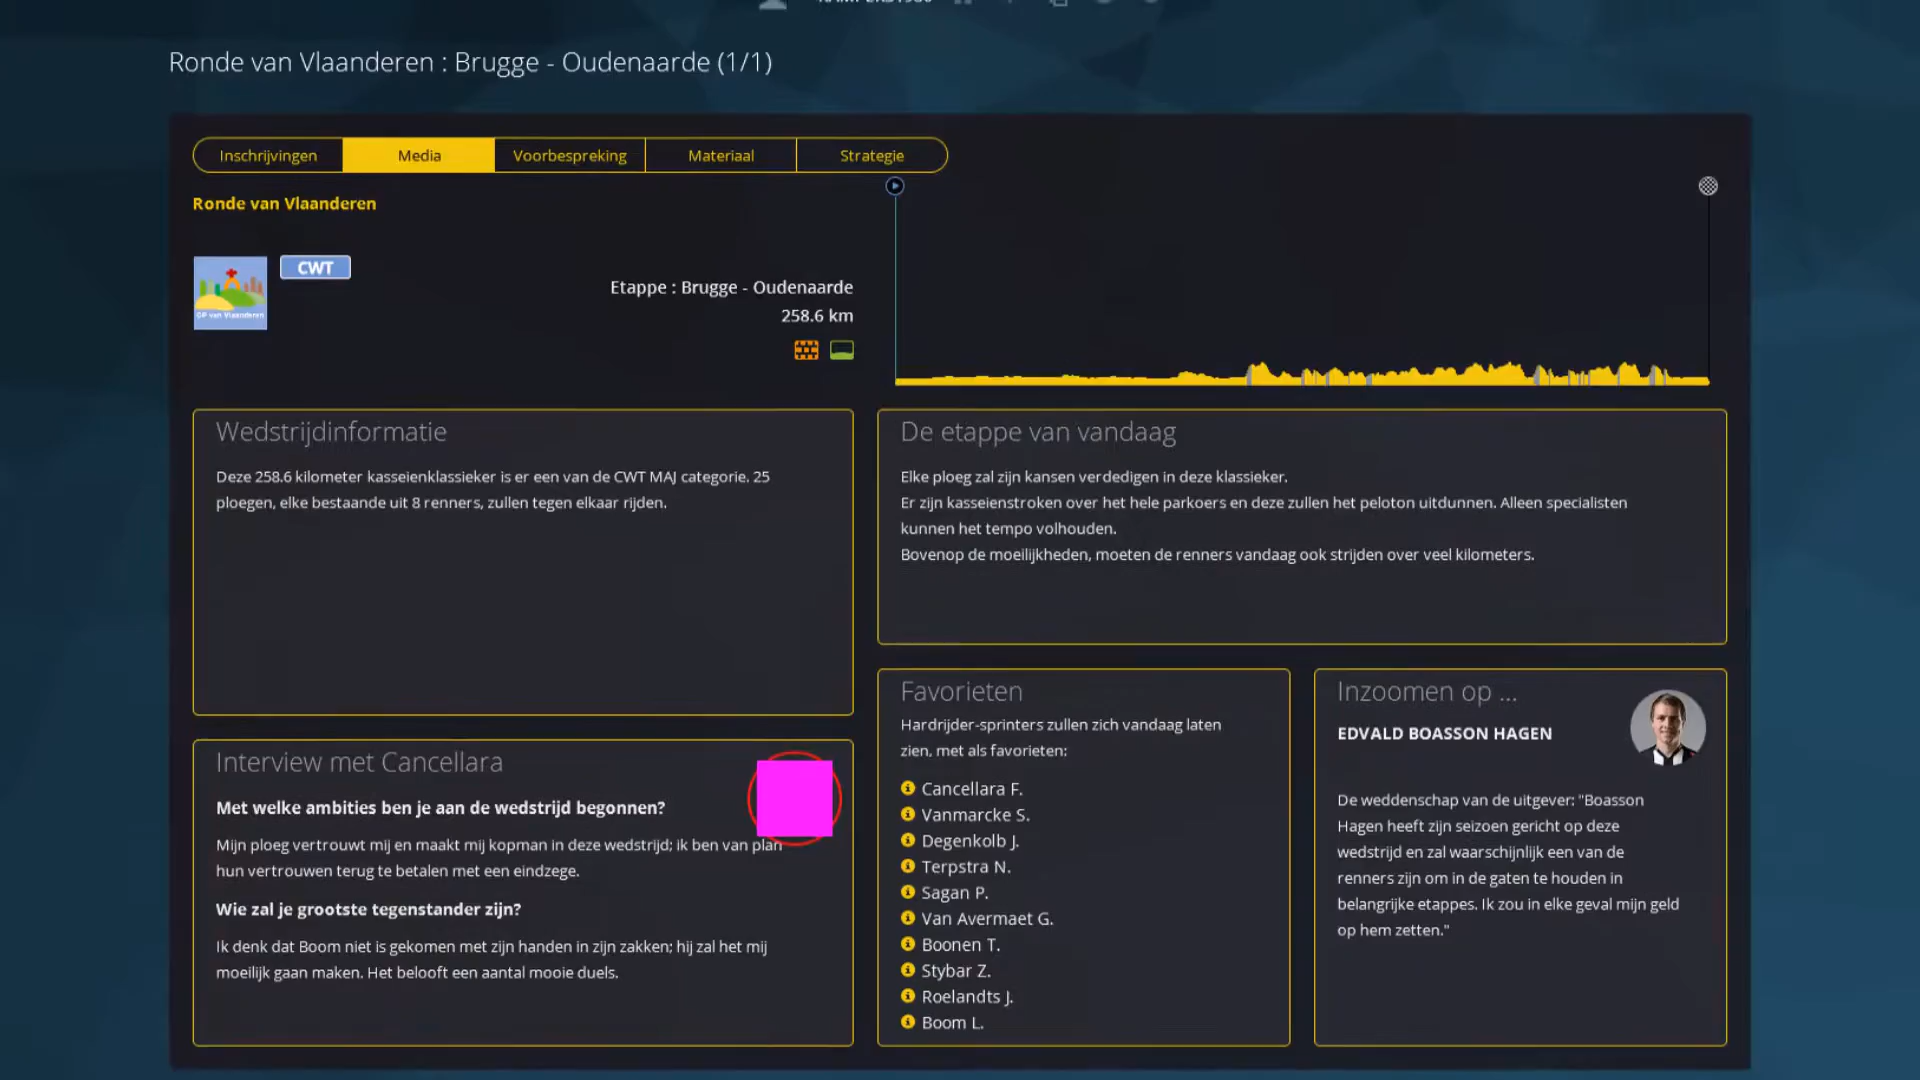 Ronde van Vlaanderen : Brugge - Oudenaarde (1/1)
Inschrijvingen
Media
Voorbespreking
Materiaal
Strategie
Ronde van Vlaanderen
CWT
GP van Vlaanderen
Etappe : Brugge - Oudenaarde
258.6 km
Wedstrijdinformatie
Deze 258.6 kilometer kasseienklassieker is er een van de CWT MAJ categorie. 25
ploegen, elke bestaande uit 8 renners, zullen tegen elkaar rijden.
De etappe van vandaag
Elke ploeg zal zijn kansen verdedigen in deze klassieker.
Er zijn kasseienstroken over het hele parkoers en deze zullen het peloton uitdunnen. Alleen specialisten
kunnen het tempo volhouden.
Bovenop de moeilijkheden, moeten de renners vandaag ook strijden over veel kilometers.
Interview met Cancellara
Met welke ambities ben je aan de wedstrijd begonnen?
Mijn ploeg vertrouwt mij en maakt mij kopman in deze wedstrijd; ik ben van plan
hun vertrouwen terug te betalen met een eindzege.
Wie zal je grootste tegenstander zijn?
Ik denk dat Boom niet is gekomen met zijn handen in zijn zakken; hij zal het mij
moeilijk gaan maken. Het belooft een aantal mooie duels.
Favorieten
Hardrijder-sprinters zullen zich vandaag laten
zien, met als favorieten:
Cancellara F.
Vanmarcke S.
Degenkolb J.
Terpstra N.
Sagan P.
Van Avermaet G.
Boonen T.
Stybar Z.
Roelandts J.
Boom L.
Inzoomen op ...
EDVALD BOASSON HAGEN
De weddenschap van de uitgever: "Boasson
Hagen heeft zijn seizoen gericht op deze
wedstrijd en zal waarschijnlijk een van de
renners zijn om in de gaten te houden in
belangrijke etappes. Ik zou in elke geval mijn geld
op hem zetten."